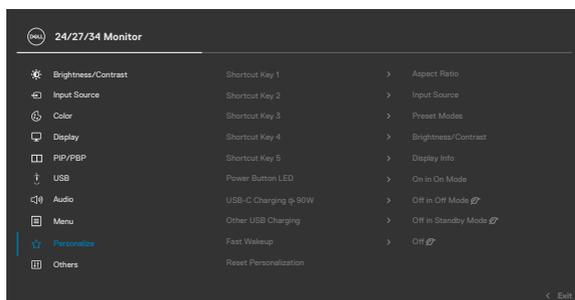 DELL 24/27/34 Monitor
Brightness/Contrast Shortcut Key 1 > Aspect Ratio
Input Source Shortcut Key 2 > Input Source
Color Shortcut Key 3 > Preset Modes
Display Shortcut Key 4 > Brightness/Contrast
PIP/PBP Shortcut Key 5 > Display Info
USB Power Button LED > On in On Mode
Audio USB-C Charging 90W > Off in Off Mode
Menu Other USB Charging > Off in Standby Mode
Personalize Fast Wakeup > Off
Others Reset Personalization
< Exit